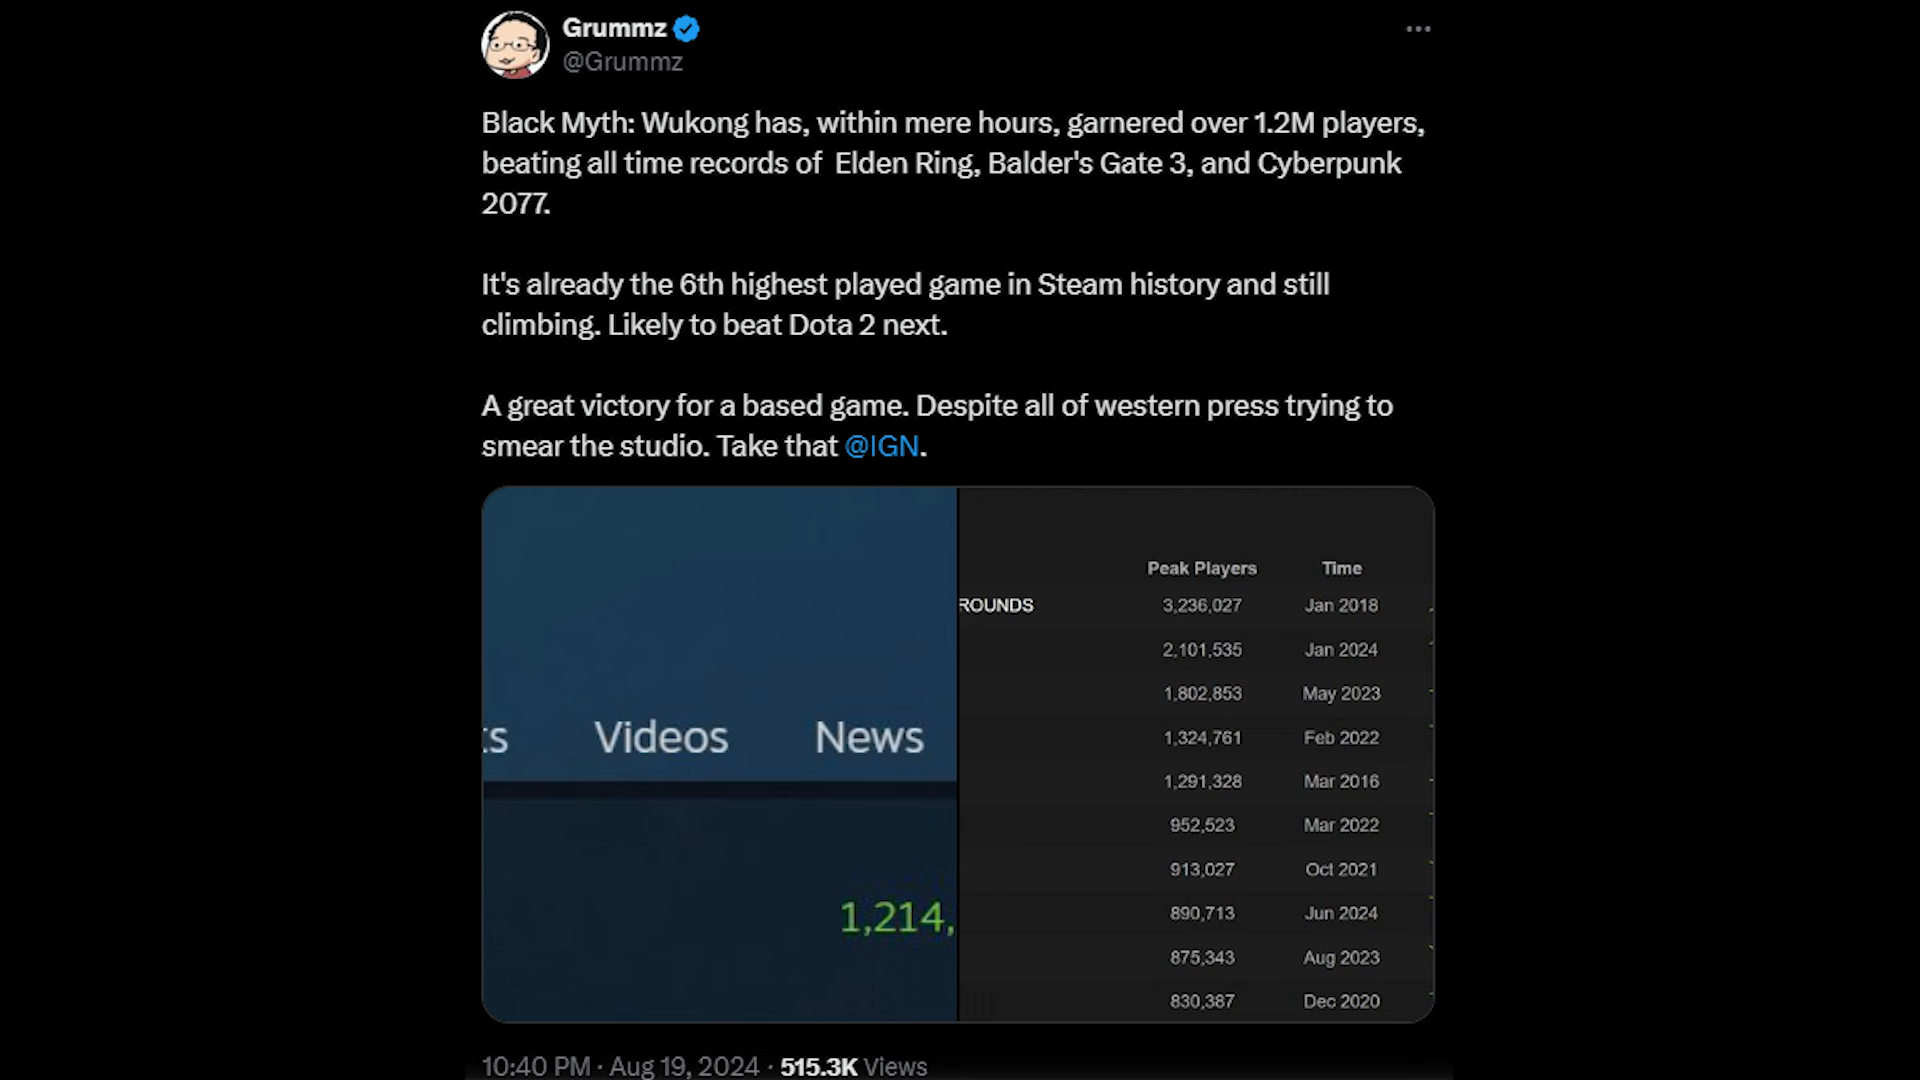 Grummz
@Grummz
Black Myth: Wukong has, within mere hours, garnered over 1.2M players,
beating all time records of  Elden Ring, Balder's Gate 3, and Cyberpunk
2077.
It's already the 6th highest played game in Steam history and still
climbing. Likely to beat Dota 2 next.
A great victory for a based game. Despite all of western press trying to
smear the studio. Take that @IGN.
ts Videos News
1,214,
Peak Players Time
ROUNDS 3,236,027 Jan 2018
2,101,535 Jan 2024
1,802,853 May 2023
1,324,761 Feb 2022
1,291,328 Mar 2016
952,523 Mar 2022
913,027 Oct 2021
890,713 Jun 2024
875,343 Aug 2023
830,387 Dec 2020
10:40 PM · Aug 19, 2024 · 515.3K Views